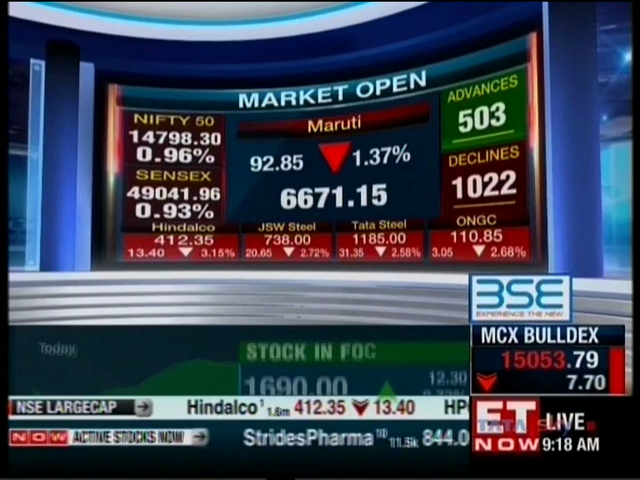 MARKET OPEN
NIFTY 50
14798.30
0.96%
SENSEX
49041.96
0.93%
Maruti
92.85 ▼ 1.37%
6671.15
ADVANCES
503
DECLINES
1022
Hindalco
412.35
13.40 ▼ 3.15%
JSW Steel
738.00
20.65 ▼ 2.72%
Tata Steel
1185.00
31.35 ▼ 2.58%
ONGC
110.85
3.05 ▼ 2.68%
BSE
EXPERIENCE THE NEW
MCX BULLDEX
15053.79
7.70
Today
STOCK IN FOC
1690.00
12.30
NSE LARGECAP
Hindalco 1.6m 412.35 13.40 HP
NOW ACTIVE STOCKS NOW
StridesPharma TD 11.5k 844.0
ET
NOW
TATA
LIVE
9:18 AM